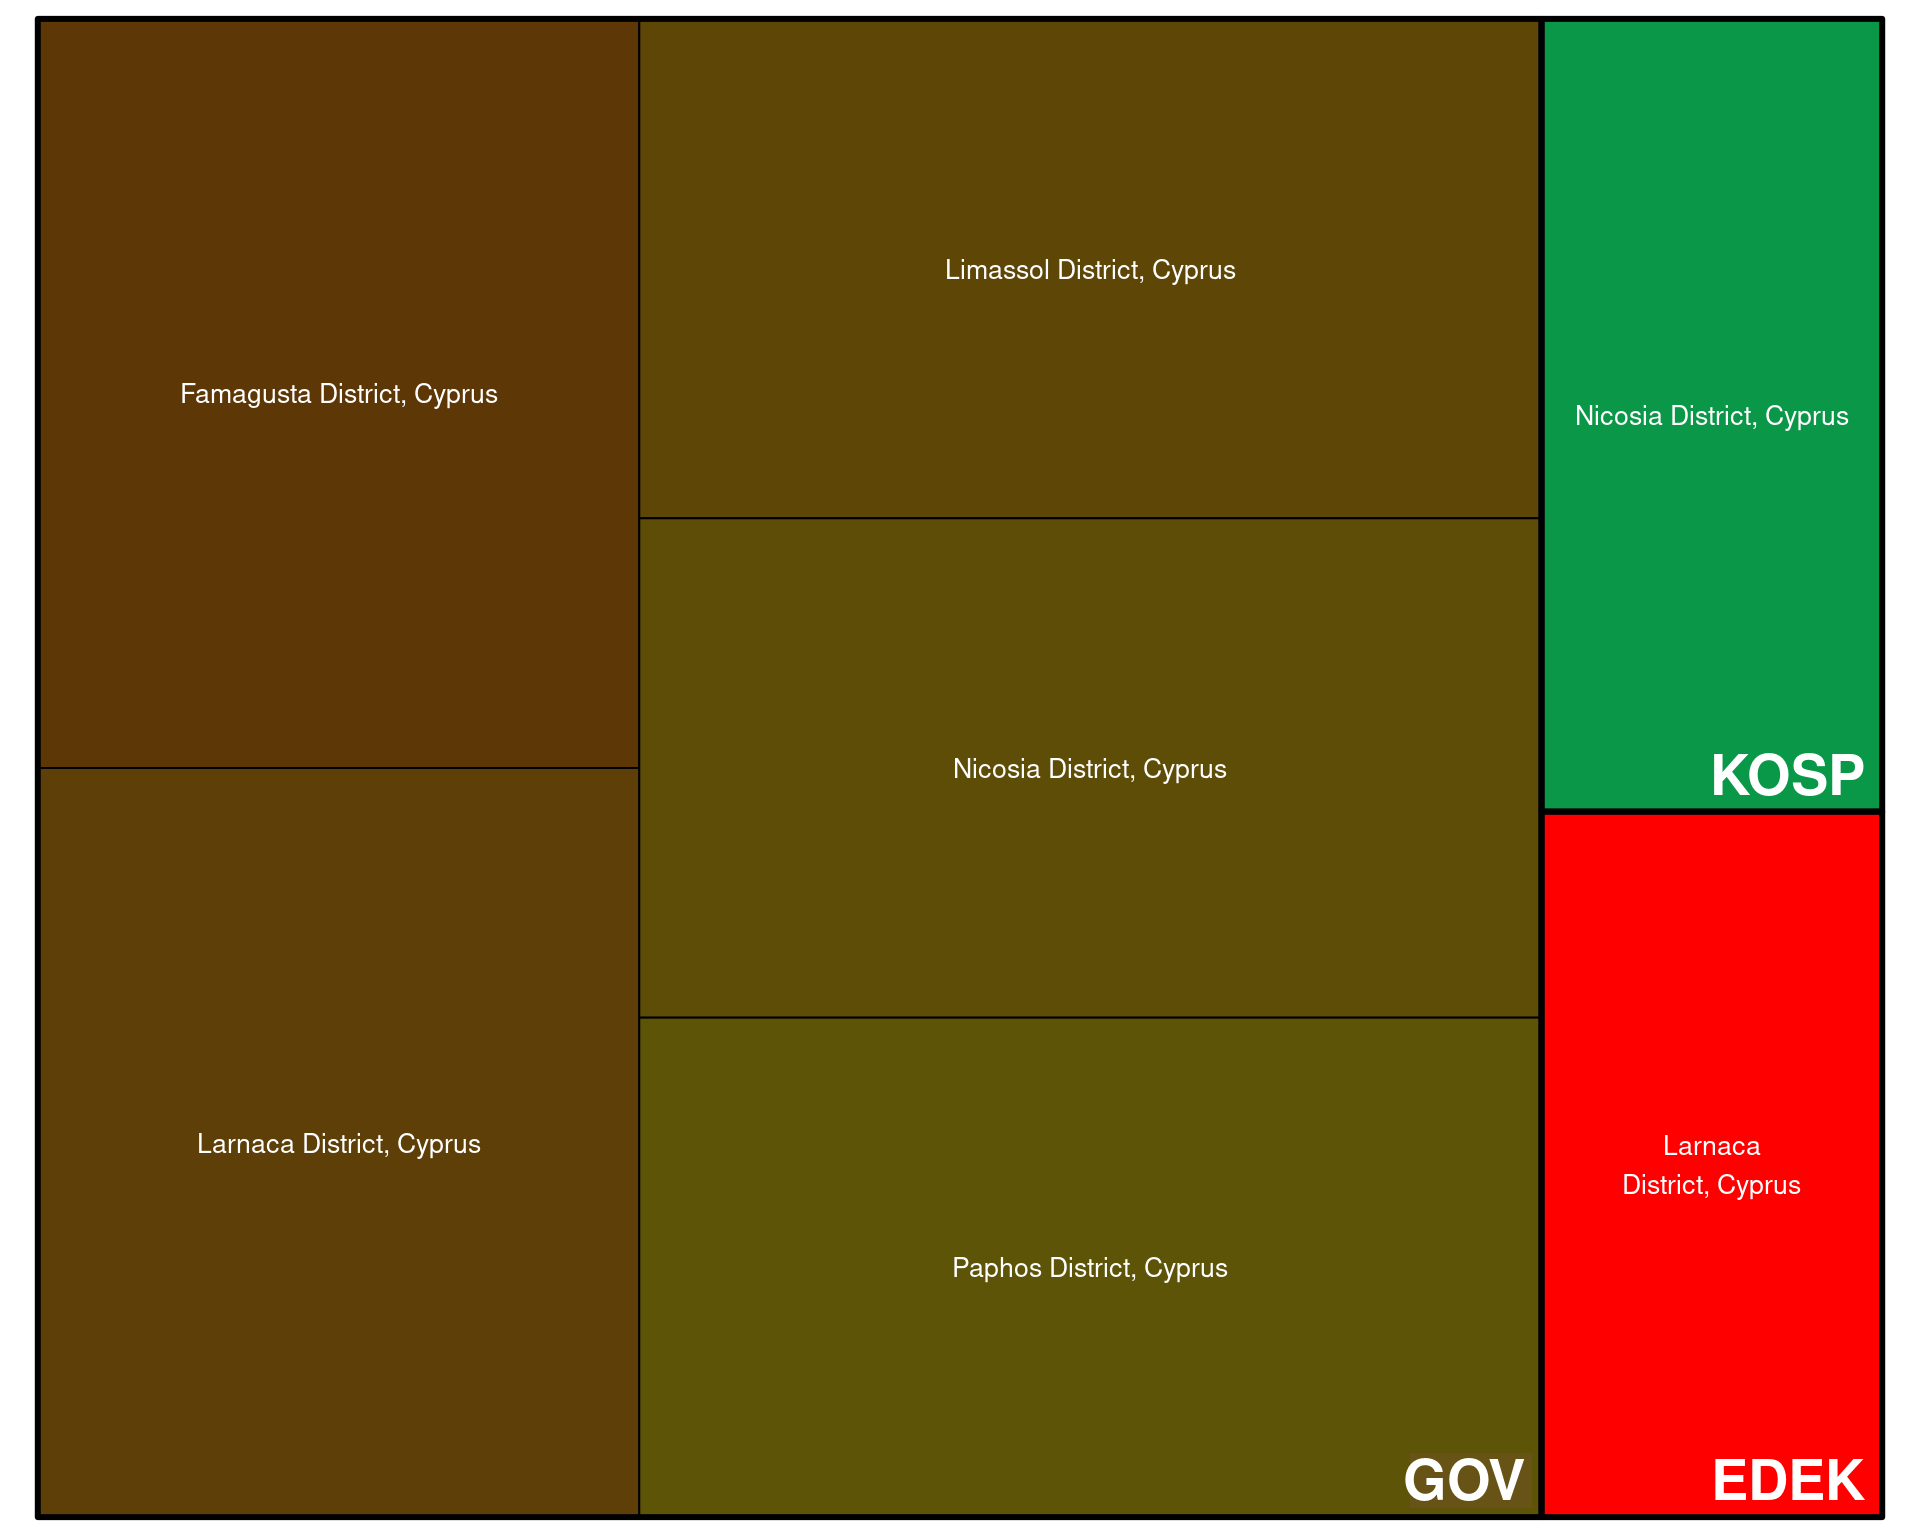 Famagusta District, Cyprus
Larnaca District, Cyprus
Limassol District, Cyprus
Nicosia District, Cyprus
Paphos District, Cyprus
GOV
Nicosia District, Cyprus
KOSP
Larnaca
District, Cyprus
EDEK